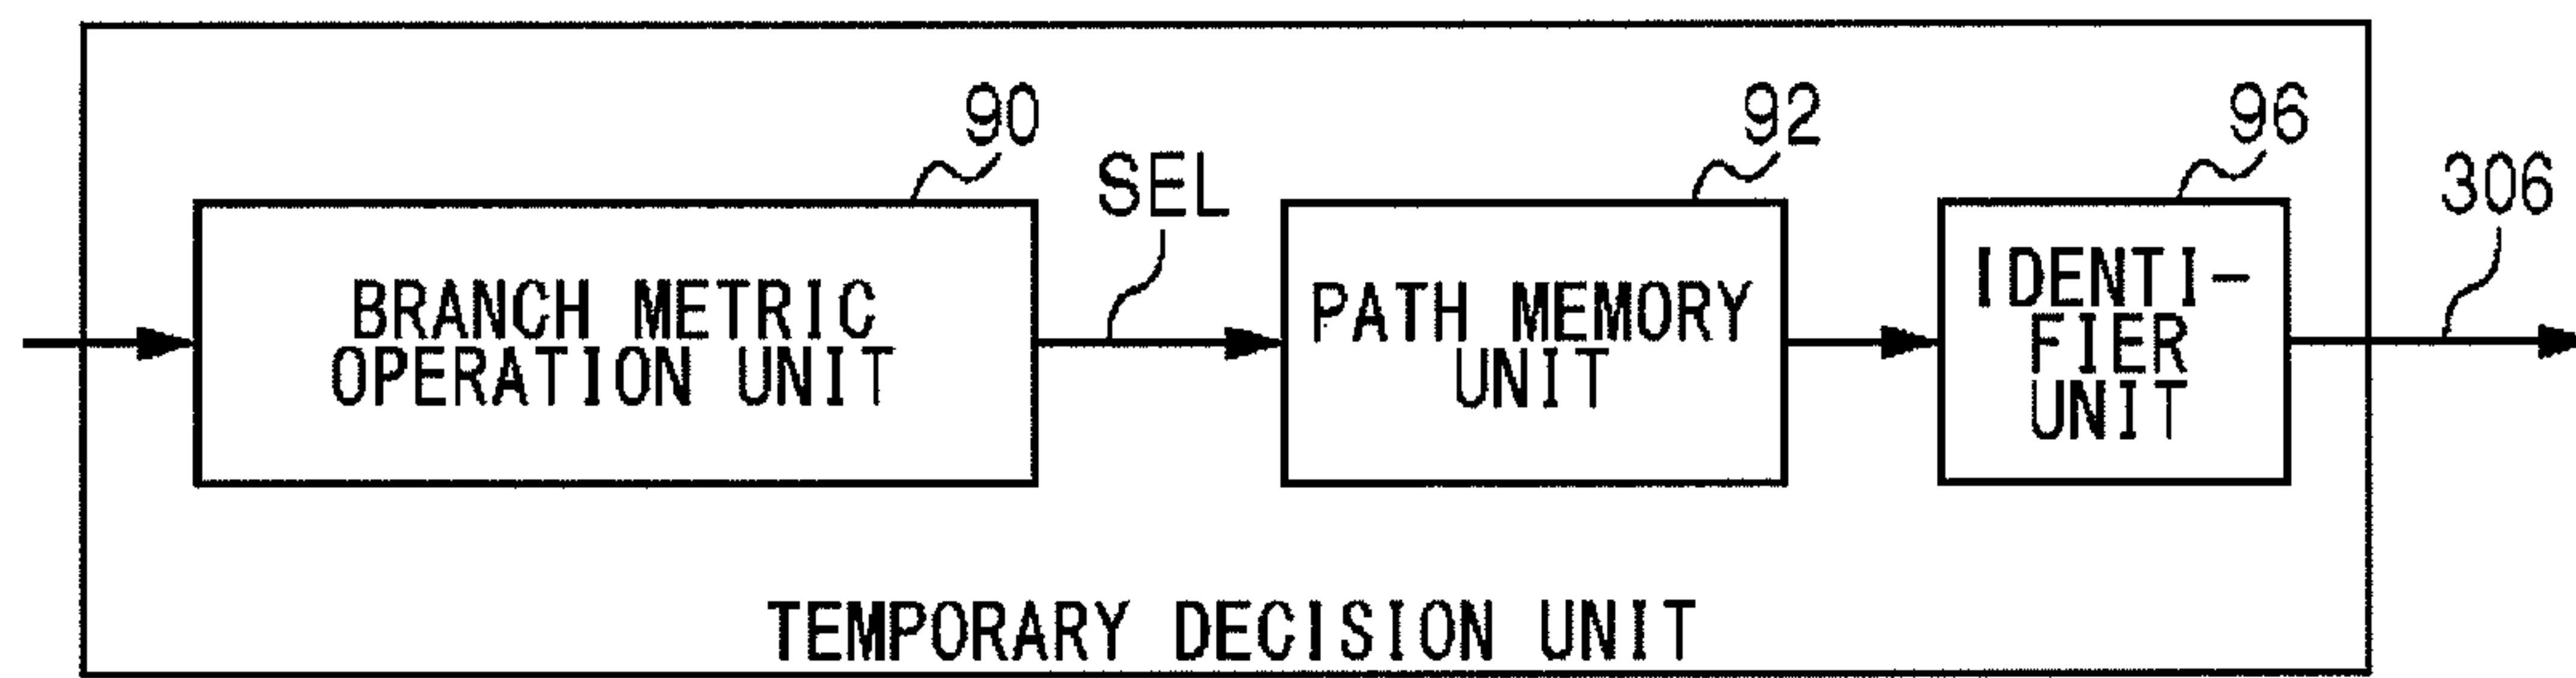 90
92
96
306
SEL
BRANCH METRIC
OPERATION UNIT
PATH MEMORY
UNIT
IDENTI-
FIER
UNIT
TEMPORARY DECISION UNIT